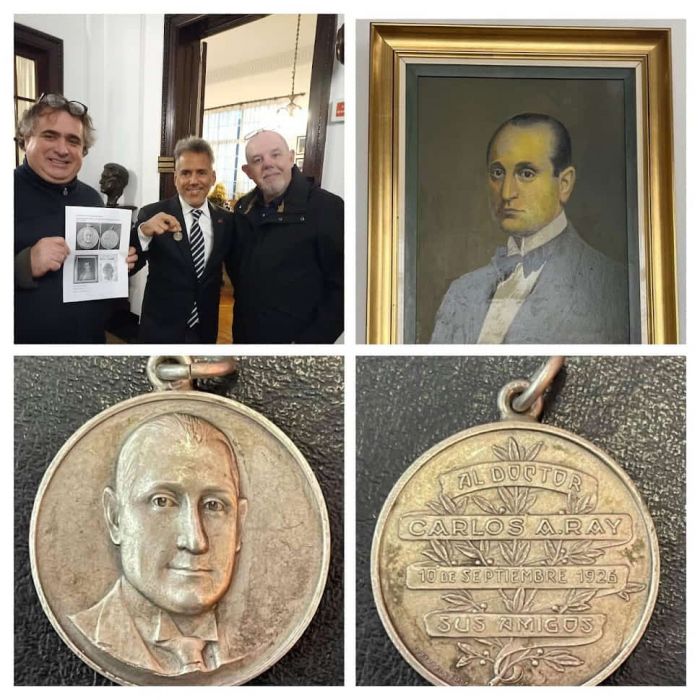 AL DOCTOR
CARLOS A. RAY
10 DE SEPTIEMBRE 1926
SUS AMIGOS